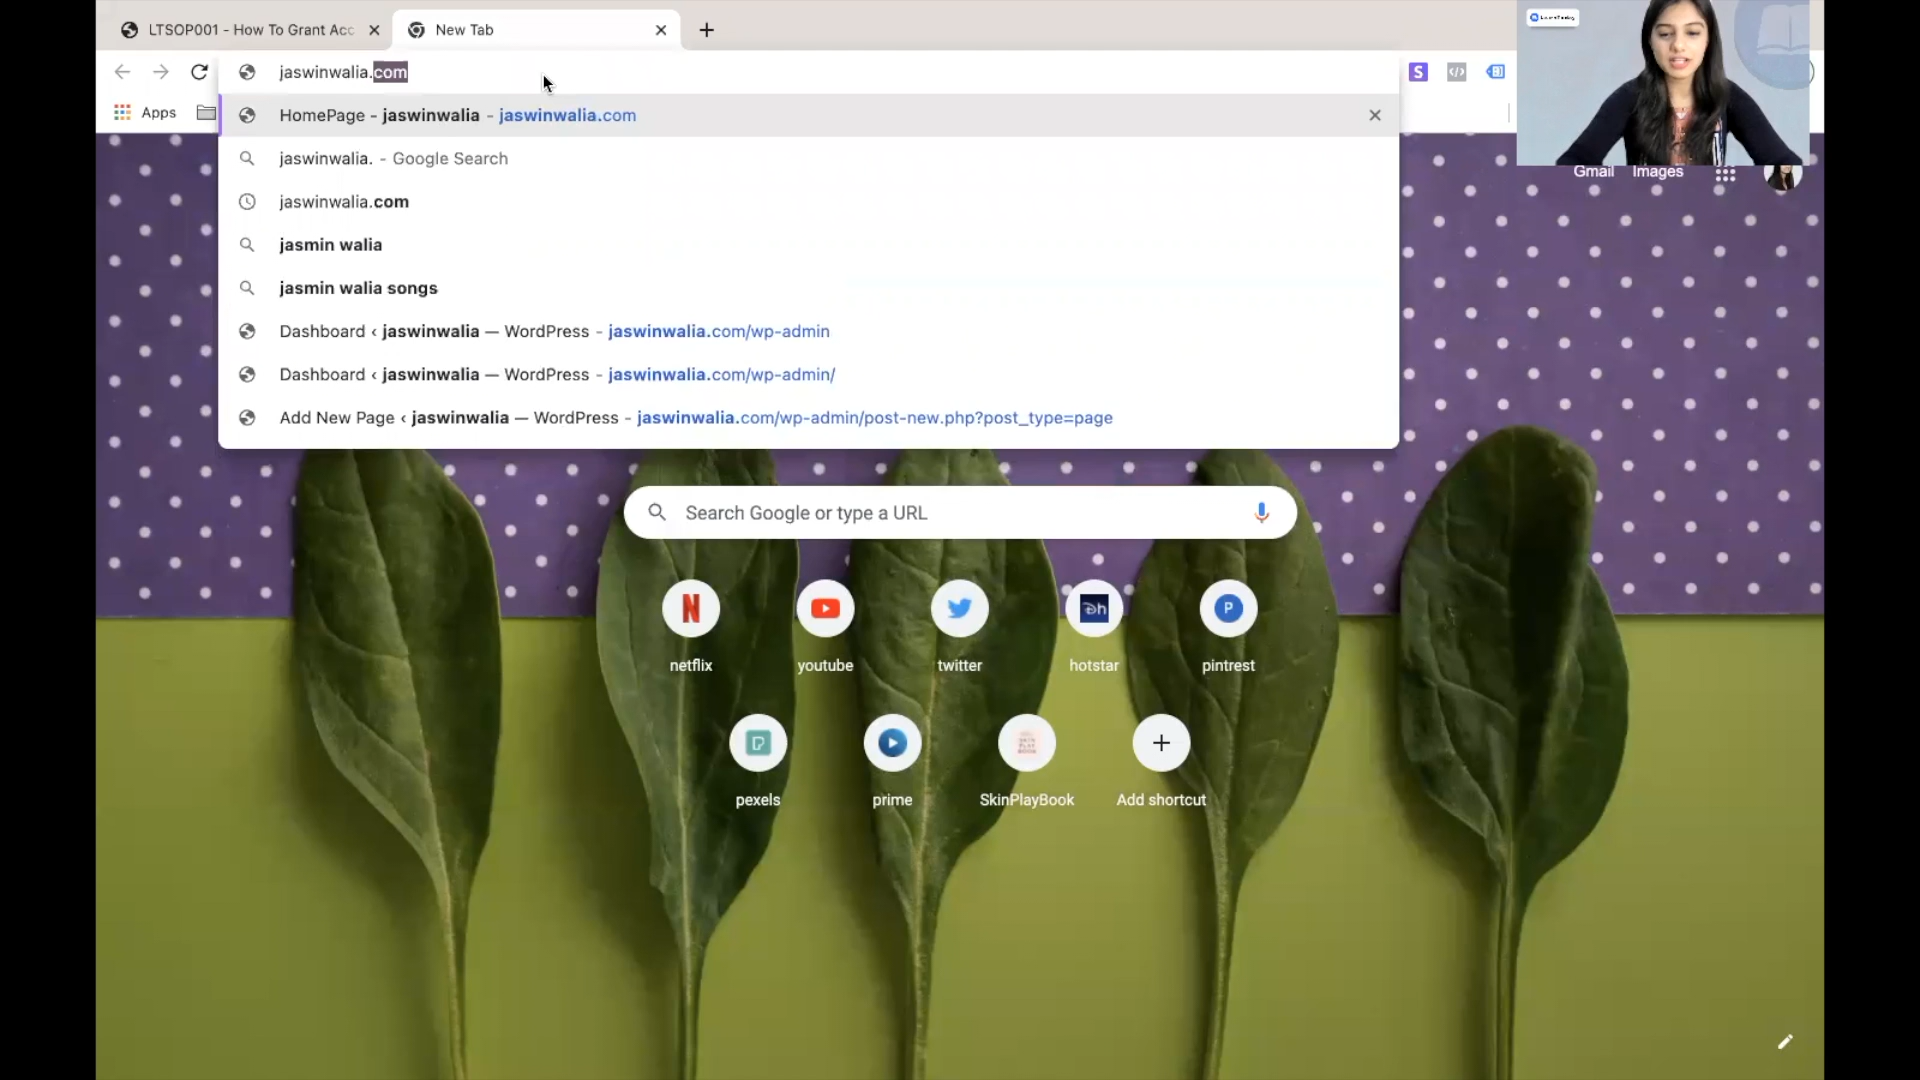 LTSOP001 - How To Grant Acc
New Tab
jaswinwalia.com
S
Apps
HomePage - jaswinwalia - jaswinwalia.com
jaswinwalia. - Google Search
jaswinwalia.com
jasmin walia
jasmin walia songs
Dashboard ‹ jaswinwalia — WordPress - jaswinwalia.com/wp-admin
Dashboard ‹ jaswinwalia — WordPress - jaswinwalia.com/wp-admin/
Add New Page ‹ jaswinwalia — WordPress - jaswinwalia.com/wp-admin/post-new.php?post_type=page
Gmail Images
Search Google or type a URL
netflix youtube twitter hotstar pintrest
pexels prime SkinPlayBook Add shortcut